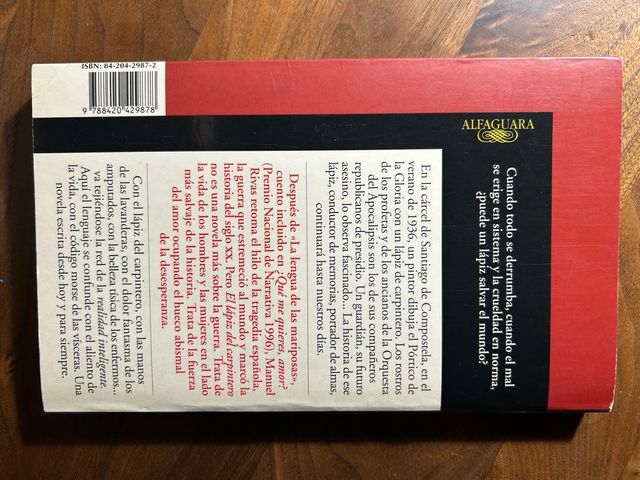 ALFAGUARA
Cuando todo se derrumba, cuando el mal
se erige en sistema y la crueldad en norma,
¿puede un lápiz salvar el mundo?
En la cárcel de Santiago de Compostela, en el
verano de 1936, un pintor dibuja el Pórtico de
la Gloria con un lápiz de carpintero. Los rostros
de los profetas y de los ancianos de la Orquesta
del Apocalipsis son los de sus compañeros
republicanos de presidio. Un guardián, su futuro
asesino, lo observa fascinado... La historia de ese
lápiz, conductor de memorias, portador de almas,
continuará hasta nuestros días.
Después de «La lengua de las mariposas»,
cuento incluido en ¿Qué me quieres, amor?
(Premio Nacional de Narrativa 1996), Manuel
Rivas retoma el hilo de la tragedia española,
la guerra que estremeció al mundo y marcó la
historia del siglo XX. Pero El lápiz del carpintero
no es una novela más sobre la guerra. Trata de
la vida de los hombres y las mujeres en el lado
más salvaje de la historia. Trata de la fuerza
del amor ocupando el hueco abismal
de la desesperanza.
Con el lápiz del carpintero, con las manos
de las lavanderas, con el dolor fantasma de los
amputados, con la belleza tísica de los enfermos...
va tejiéndose la red de la realidad inteligente.
Aquí el lenguaje se confunde con el aliento de
la vida, con el código morse de las vísceras. Una
novela escrita desde hoy y para siempre.
ISBN: 84-204-2987-2
9 788420 429878